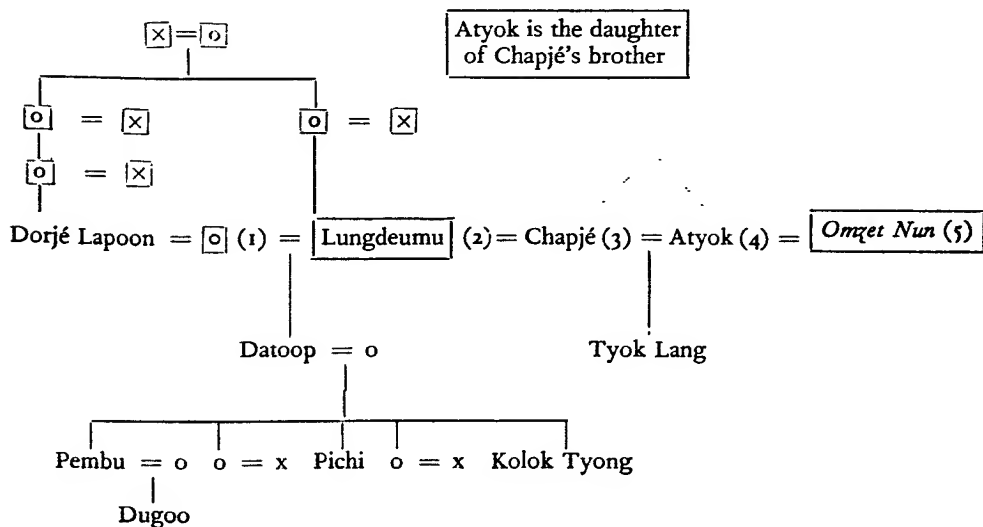 x = o
Atyok is the daughter
of Chapjé's brother
o = x o = x
o = x
Dorjé Lapoon = o (1) = Lungdeumu (2) = Chapjé (3) = Atyok (4) = Omzet Nun (5)
Datoop = o Tyok Lang
Pembu = o o = x Pichi o = x Kolok Tyong
Dugoo